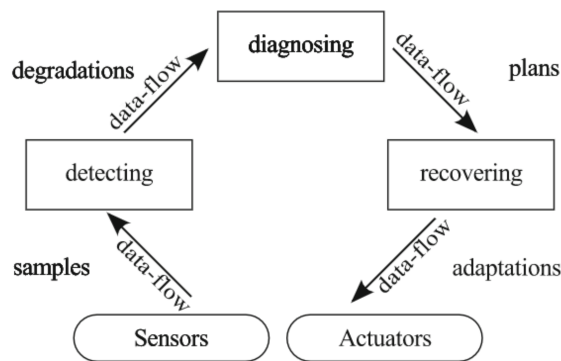 diagnosing
degradations
data-flow
data-flow
plans
detecting
recovering
samples
data-flow
data-flow
adaptations
Sensors
Actuators